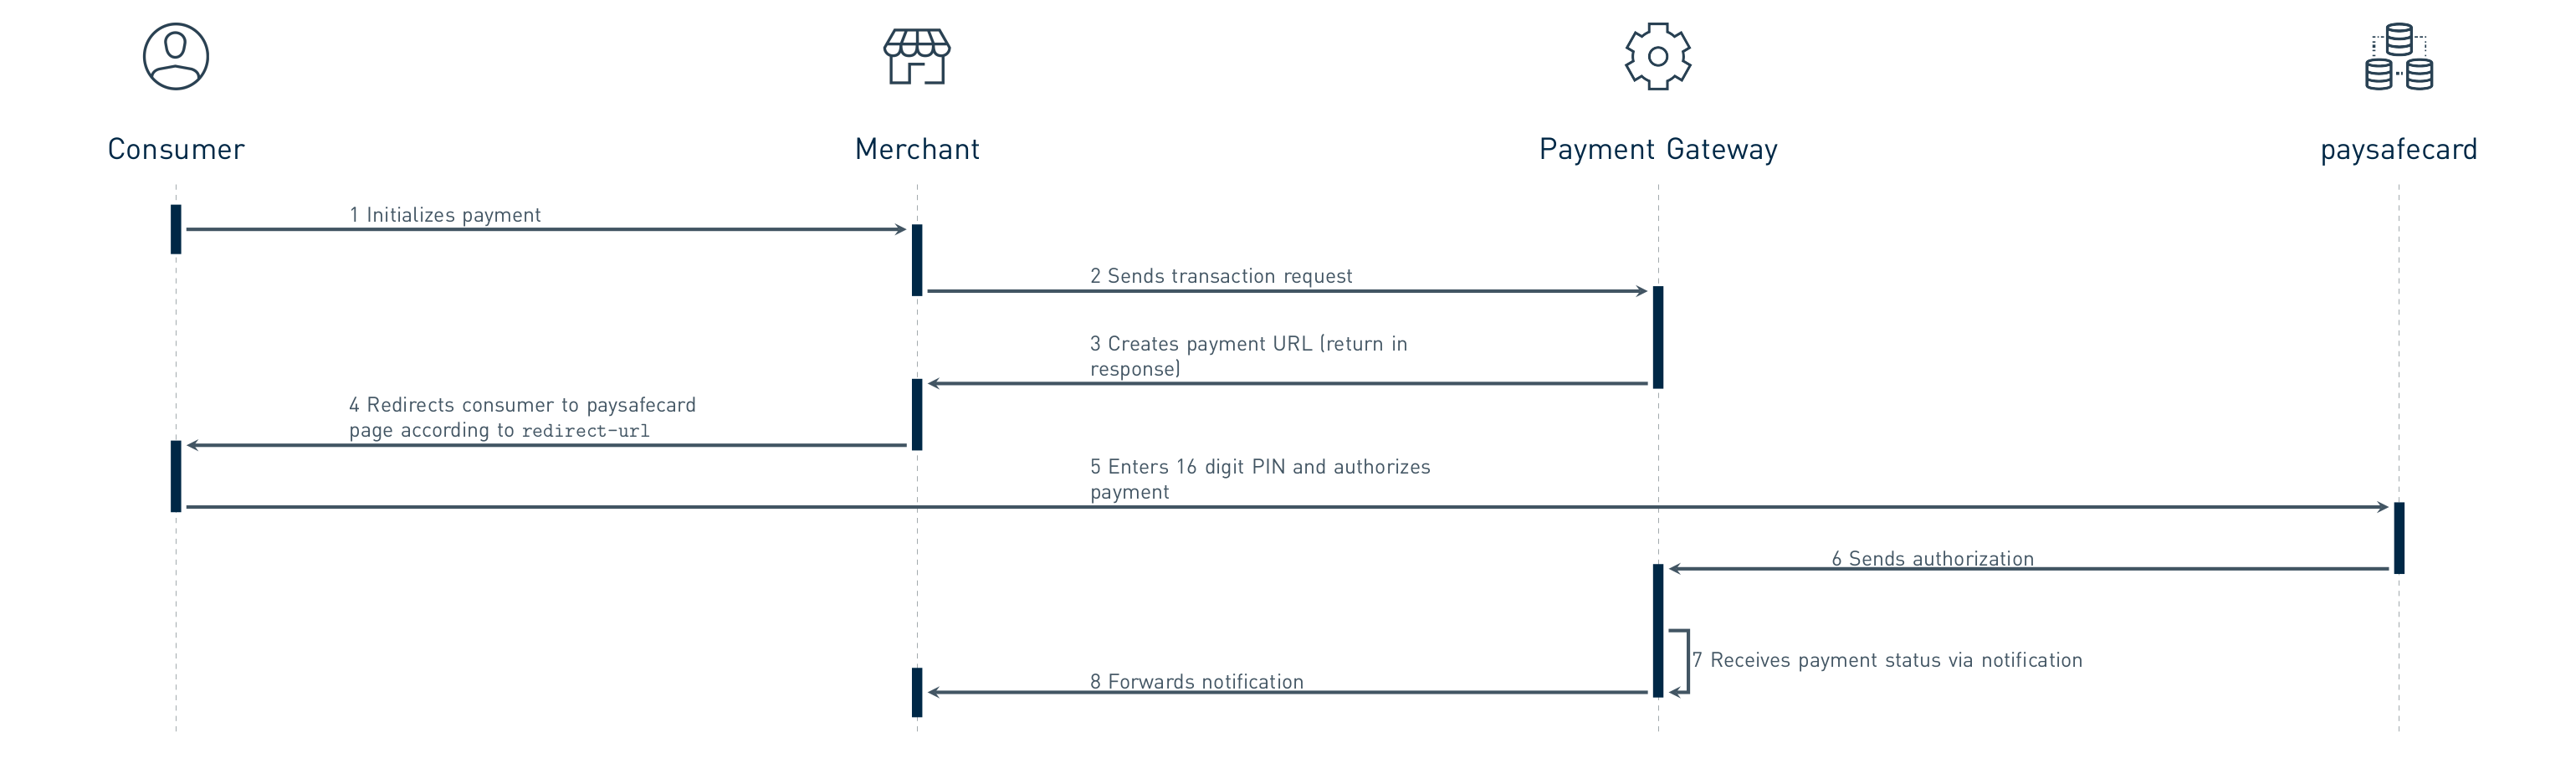 Consumer
Merchant
Payment Gateway
paysafecard
1 Initializes payment
2 Sends transaction request
3 Creates payment URL (return in
response)
4 Redirects consumer to paysafecard
page according to redirect-url
5 Enters 16 digit PIN and authorizes
payment
6 Sends authorization
7 Receives payment status via notification
8 Forwards notification